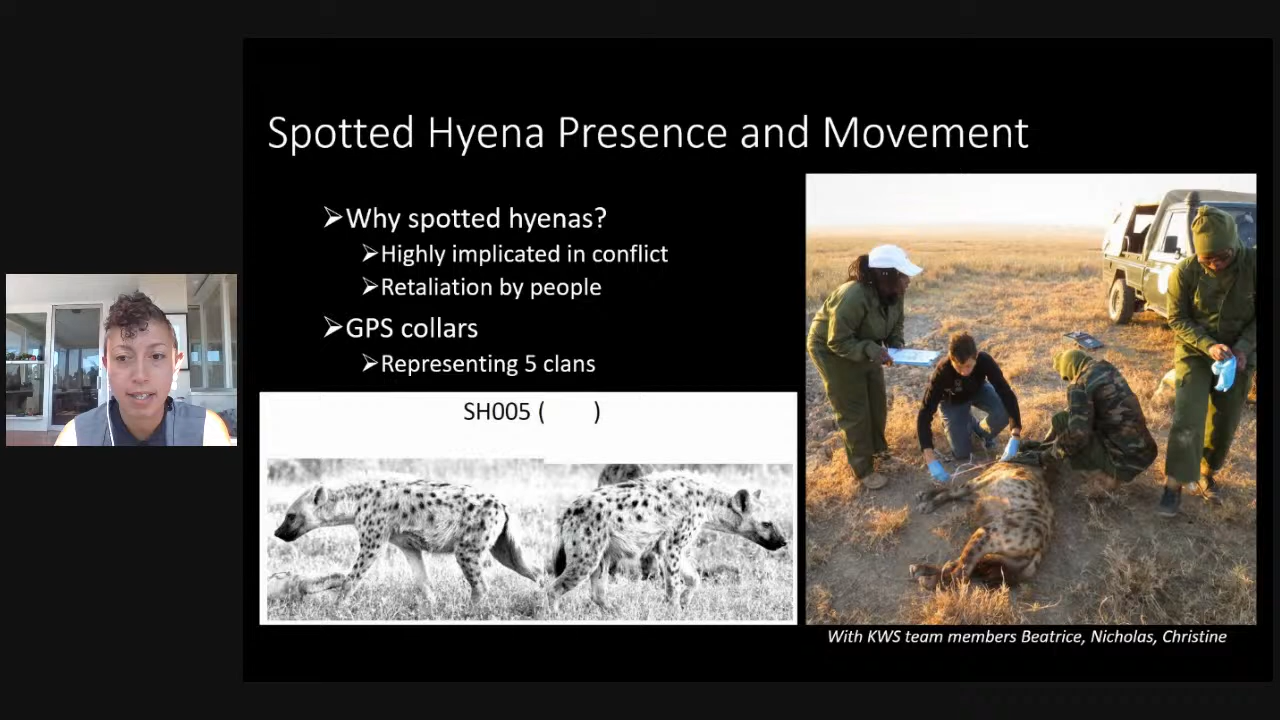 Spotted Hyena Presence and Movement
⮚Why spotted hyenas?
⮚Highly implicated in conflict
⮚Retaliation by people
⮚GPS collars
⮚Representing 5 clans
SH005 (      )
With KWS team members Beatrice, Nicholas, Christine